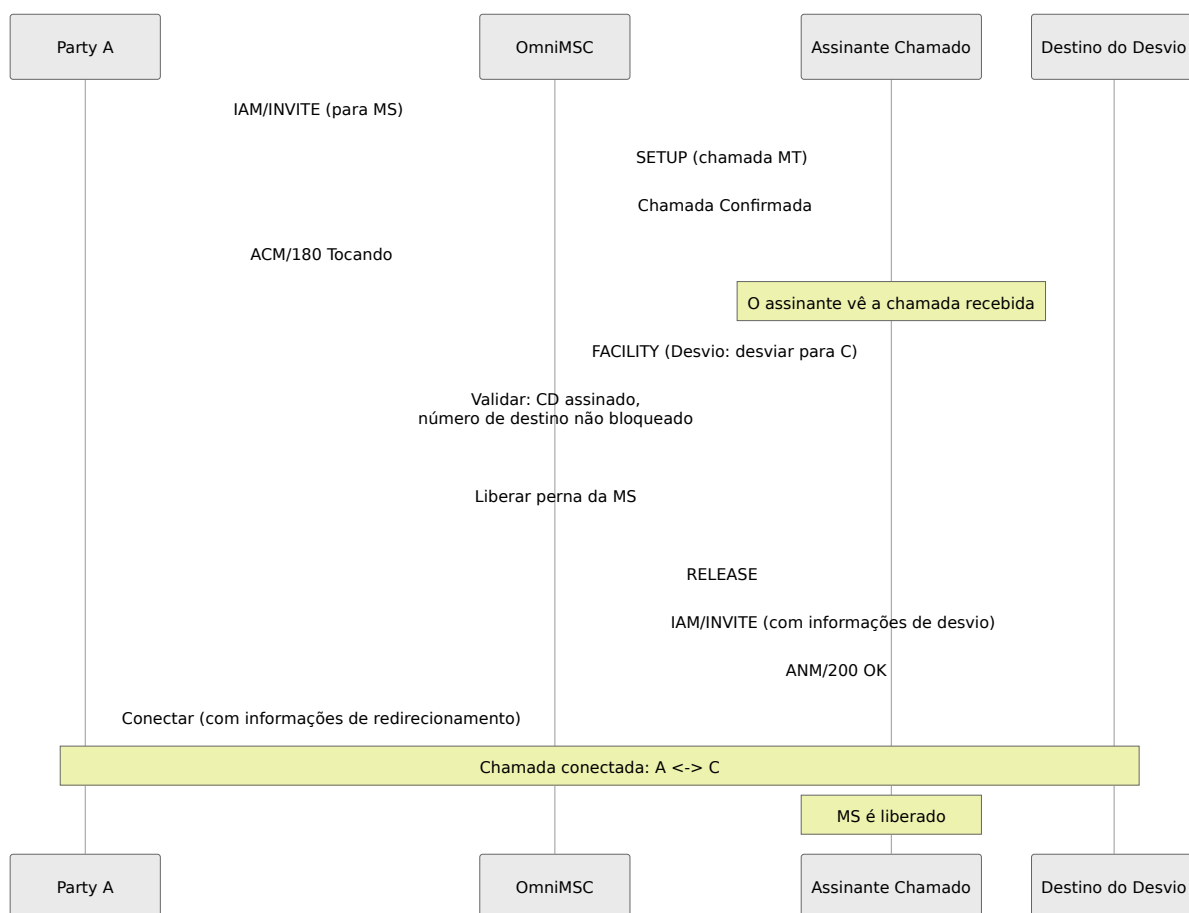 Party A
OmniMSC
Assinante Chamado
Destino do Desvio
IAM/INVITE (para MS)
SETUP (chamada MT)
Chamada Confirmada
ACM/180 Tocando
O assinante vê a chamada recebida
FACILITY (Desvio: desviar para C)
Validar: CD assinado,
número de destino não bloqueado
Liberar perna da MS
RELEASE
IAM/INVITE (com informações de desvio)
ANM/200 OK
Conectar (com informações de redirecionamento)
Chamada conectada: A <-> C
MS é liberado
Party A
OmniMSC
Assinante Chamado
Destino do Desvio